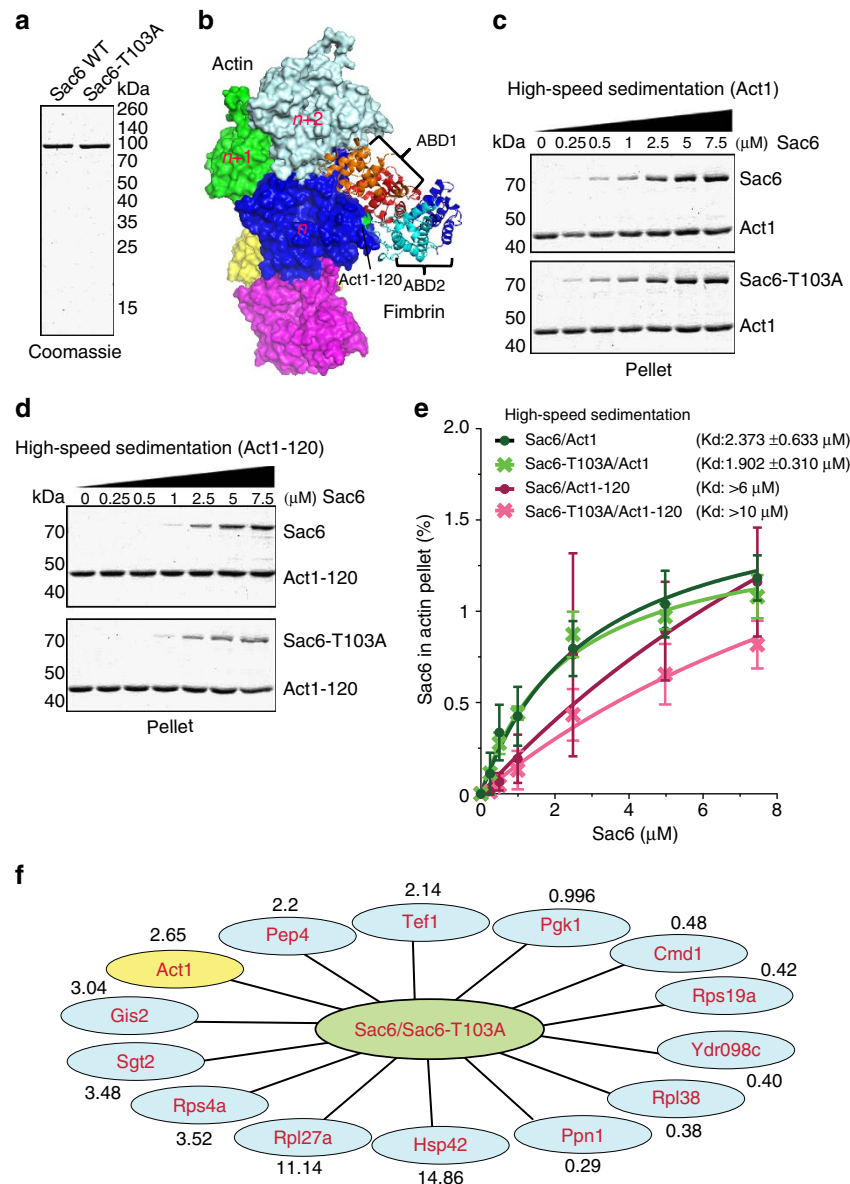 a
Sac6 WT
Sac6-T103A
kDa
260
140
100
70
50
40
35
25
15
Coomassie
b
Actin
n+2
n+1
n
ABD1
Act1-120
ABD2
Fimbrin
c
High-speed sedimentation (Act1)
kDa 0 0.25 0.5 1 2.5 5 7.5 (μM) Sac6
70
50
40
Sac6
Act1
70
50
40
Sac6-T103A
Act1
Pellet
d
High-speed sedimentation (Act1-120)
kDa 0 0.25 0.5 1 2.5 5 7.5 (μM) Sac6
70
50
40
Sac6
Act1-120
70
50
40
Sac6-T103A
Act1-120
Pellet
e
High-speed sedimentation
Sac6/Act1 (Kd:2.373 ±0.633 μM)
Sac6-T103A/Act1 (Kd:1.902 ±0.310 μM)
Sac6/Act1-120 (Kd: >6 μM)
Sac6-T103A/Act1-120 (Kd: >10 μM)
Sac6 in actin pellet (%)
2.0
1.5
1
0.5
0
0 2 4 6 8
Sac6 (μM)
f
2.65
Act1
2.2
Pep4
2.14
Tef1
0.996
Pgk1
0.48
Cmd1
0.42
Rps19a
Ydr098c
0.40
Rpl38
0.38
Ppn1
0.29
Hsp42
14.86
Rpl27a
11.14
Rps4a
3.52
Sgt2
3.48
3.04
Gis2
Sac6/Sac6-T103A